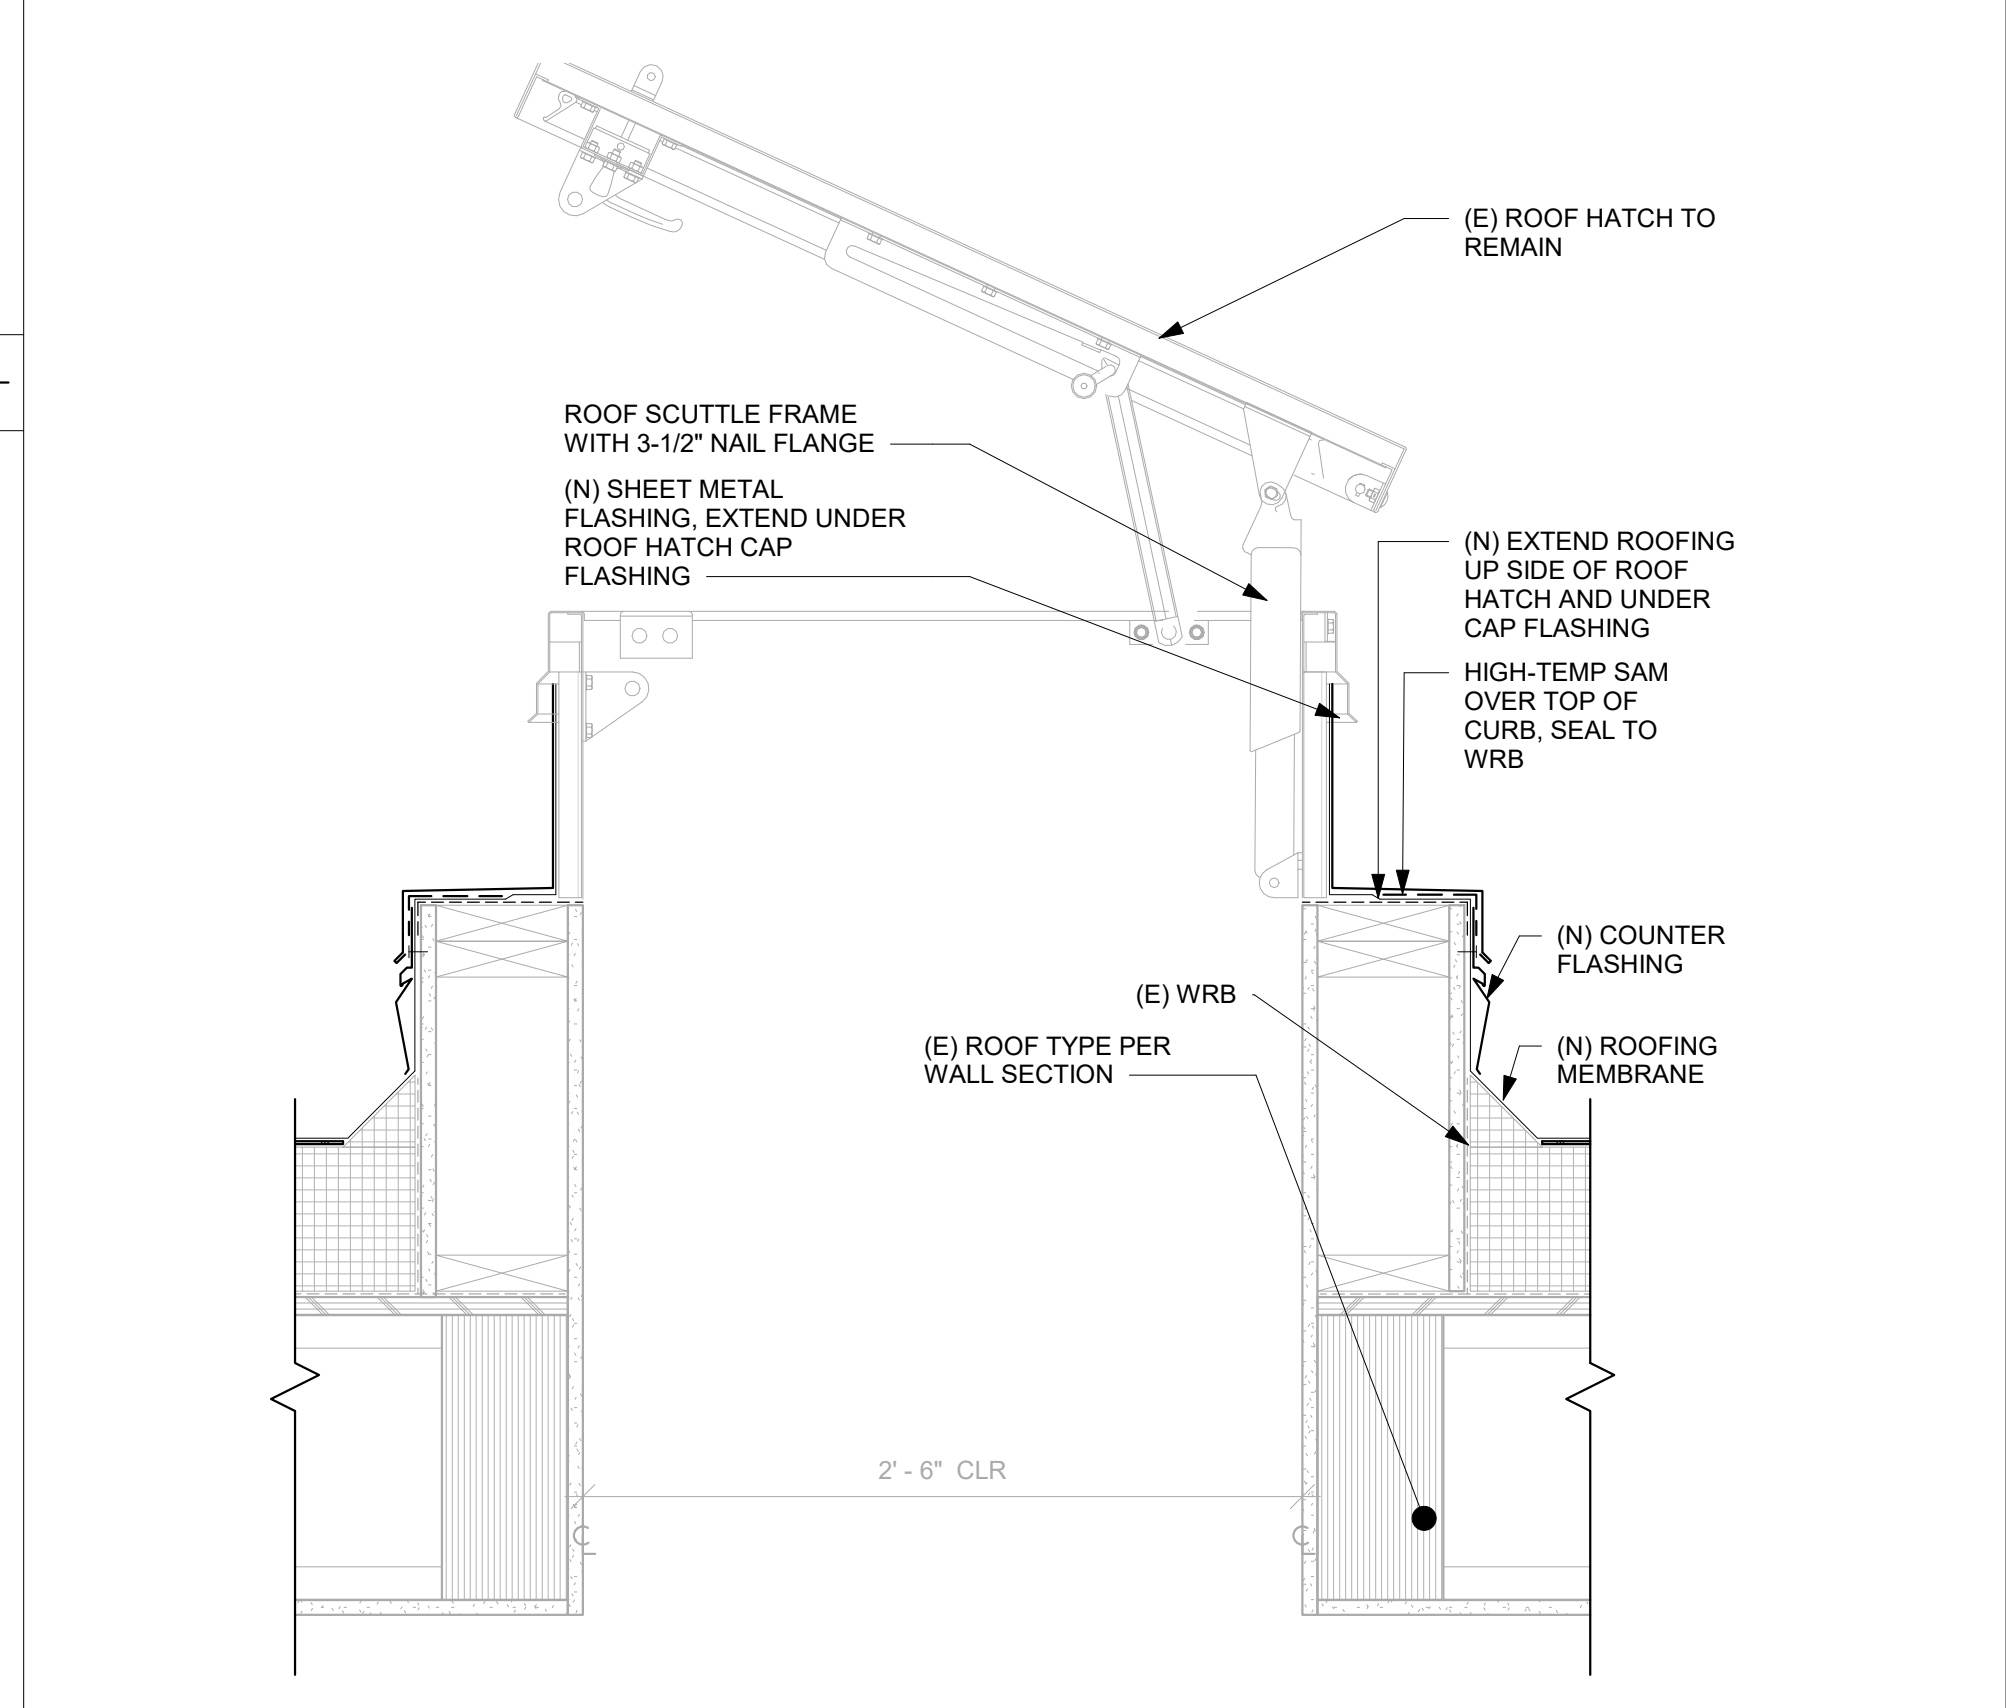 (E) ROOF HATCH TO
REMAIN
ROOF SCUTTLE FRAME
WITH 3-1/2" NAIL FLANGE
(N) SHEET METAL
FLASHING, EXTEND UNDER
ROOF HATCH CAP
FLASHING
(N) EXTEND ROOFING
UP SIDE OF ROOF
HATCH AND UNDER
CAP FLASHING
HIGH-TEMP SAM
OVER TOP OF
CURB, SEAL TO
WRB
(N) COUNTER
FLASHING
(E) WRB
(E) ROOF TYPE PER
WALL SECTION
(N) ROOFING
MEMBRANE
2' - 6" CLR
CL
CL